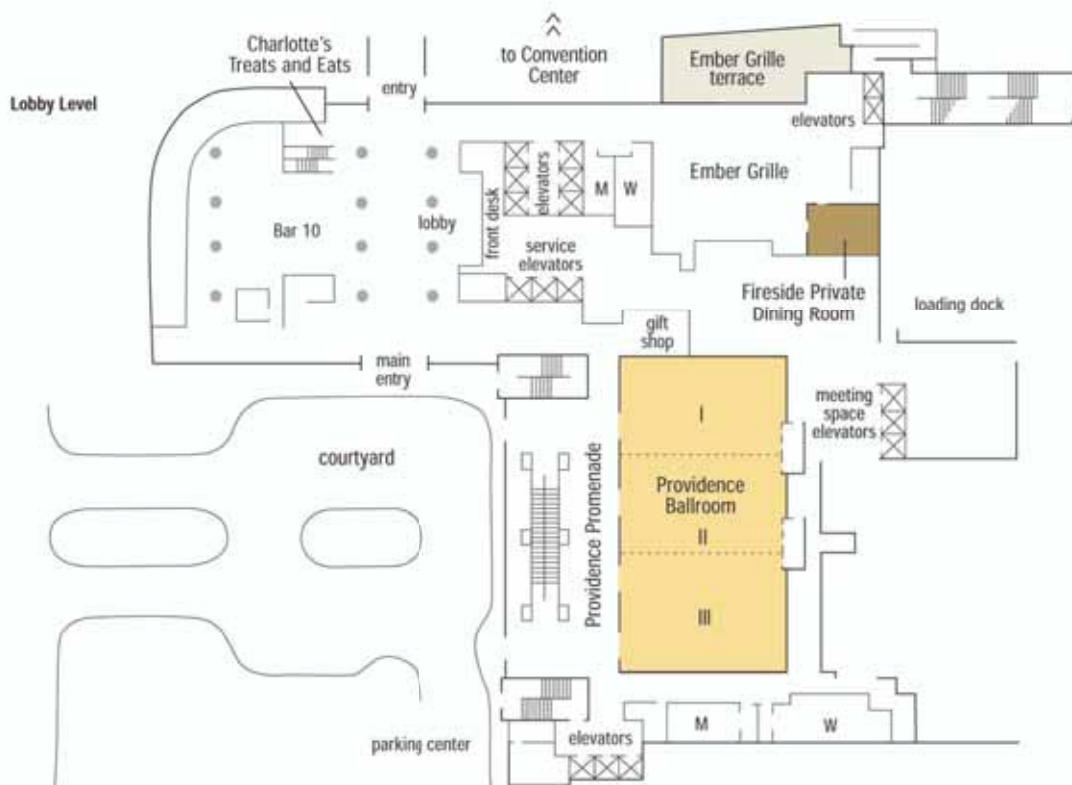 Charlotte's
Treats and Eats
to Convention
Center
Ember Grille
terrace
Lobby Level
entry
elevators
elevators
M
W
Ember Grille
Bar 10
lobby
front desk
service
elevators
Fireside Private
Dining Room
loading dock
gift
shop
main
entry
I
meeting
space
elevators
courtyard
Providence Promenade
Providence
Ballroom
II
III
M
W
parking center
elevators